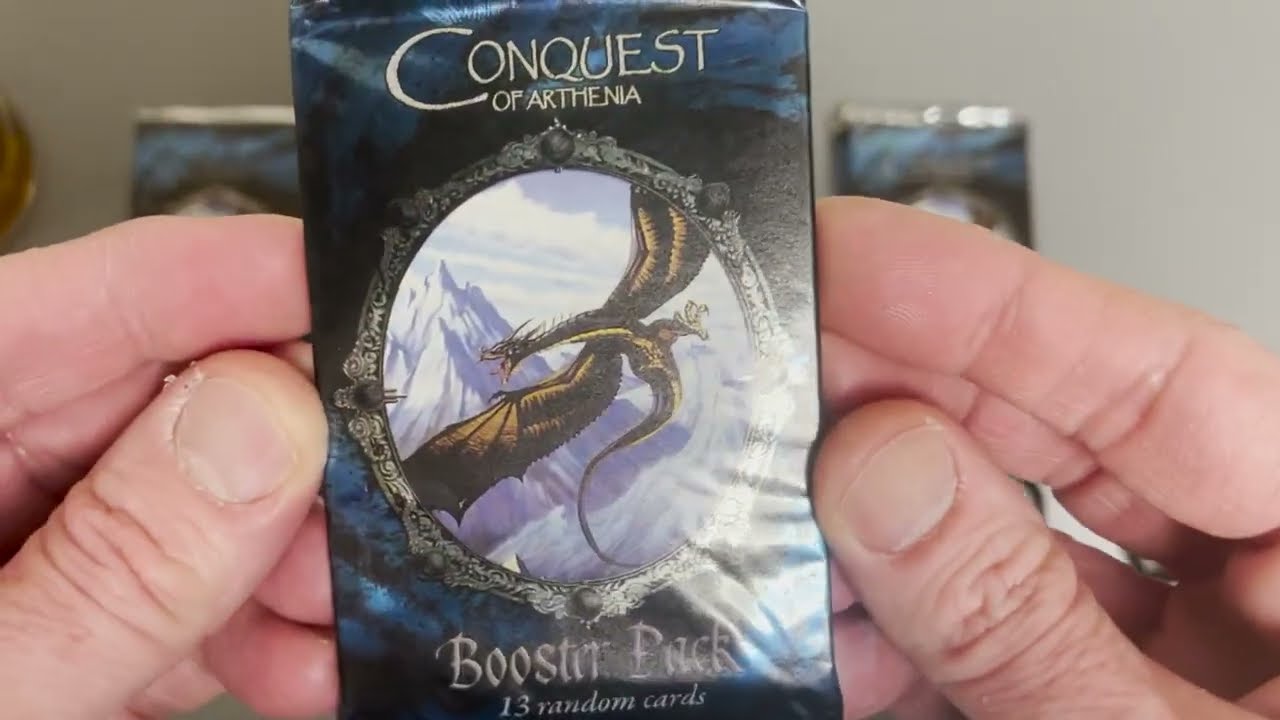 CONQUEST
OF ARTHENIA
Booster Pack
13 random cards